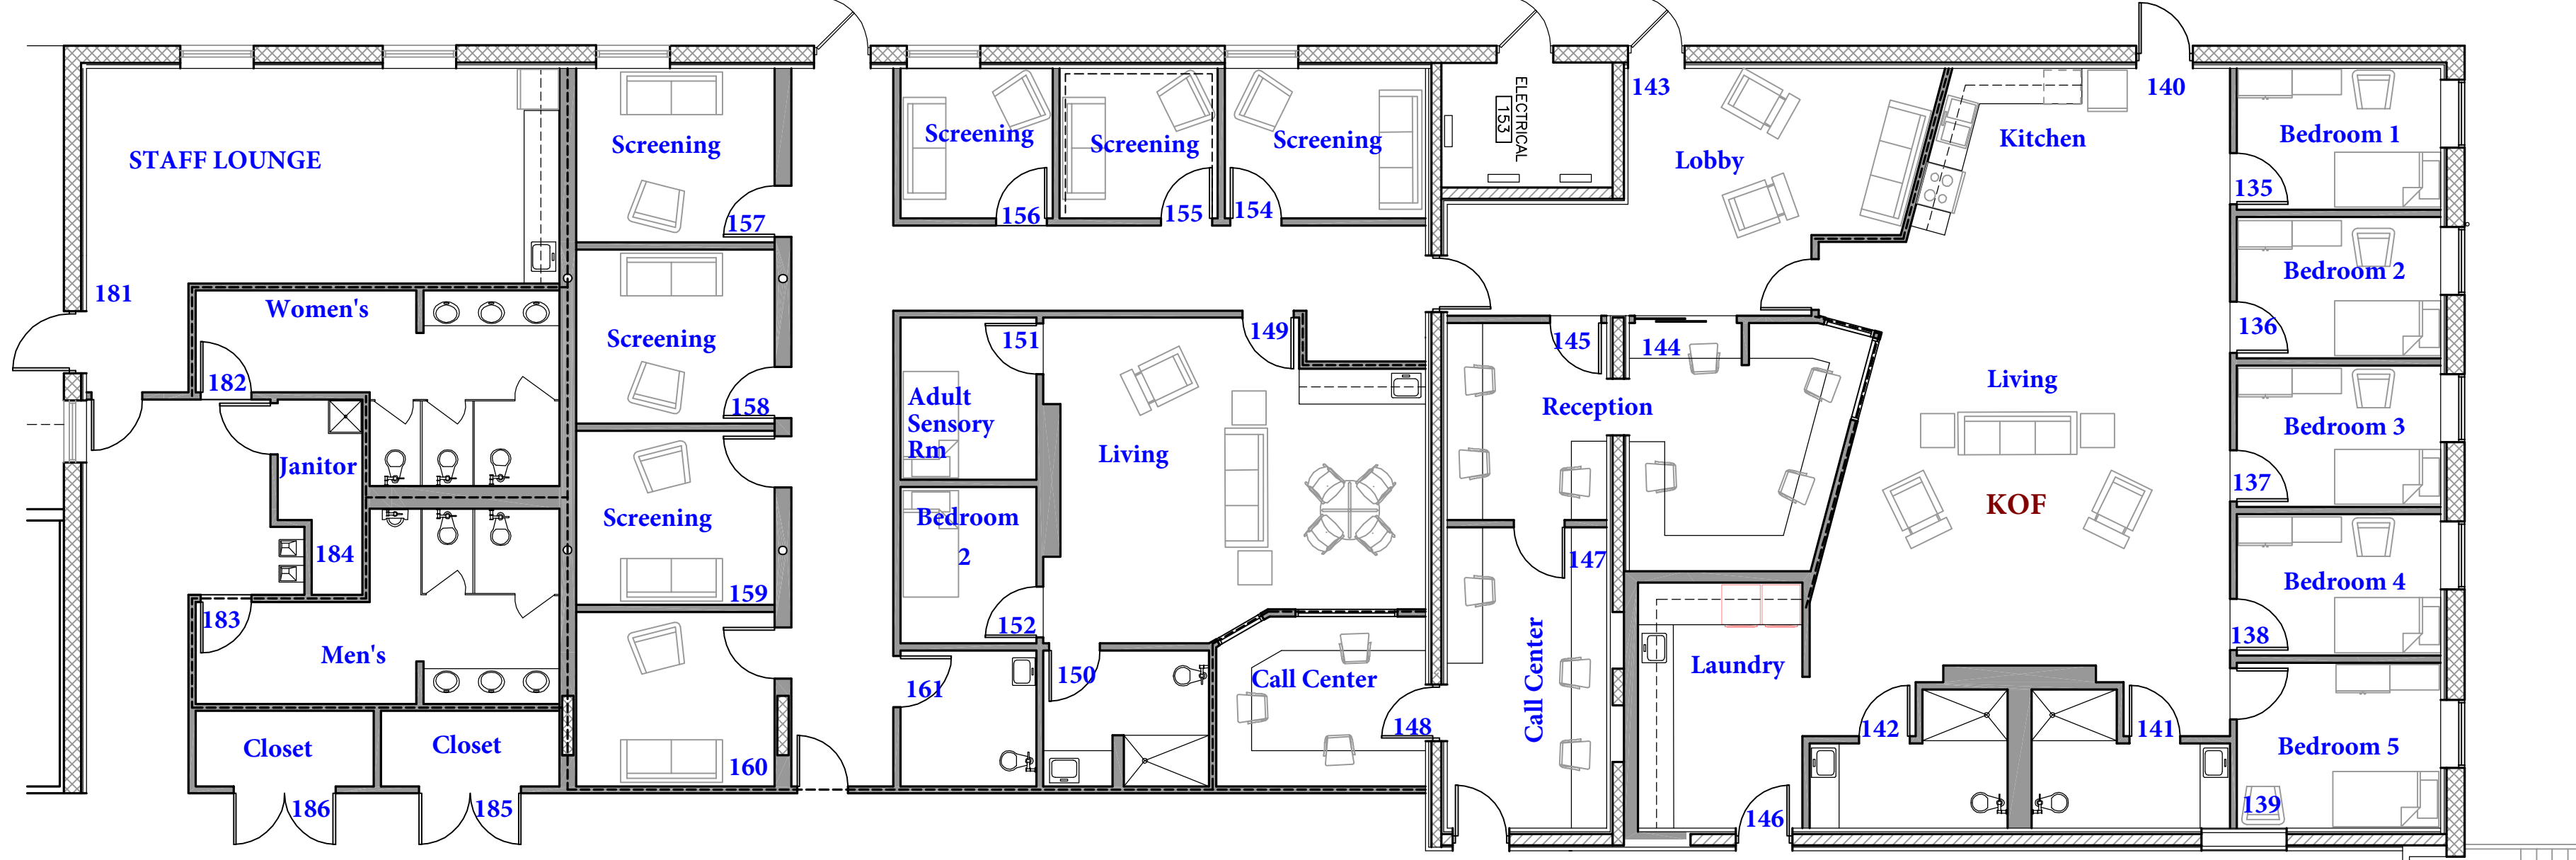 143
140
ELECTRICAL
153
Screening
Screening
Screening
Screening
Lobby
Kitchen
Bedroom 1
STAFF LOUNGE
157
156
155
154
135
181
Women's
Screening
Bedroom 2
149
151
145
144
136
182
158
Adult
Sensory
Rm
Living
Reception
Living
Bedroom 3
Janitor
137
184
Screening
Bedroom
2
KOF
147
159
Bedroom 4
183
152
138
Men's
161
150
Call Center
Call Center
Laundry
148
142
141
Closet
Closet
160
Bedroom 5
186
185
146
139